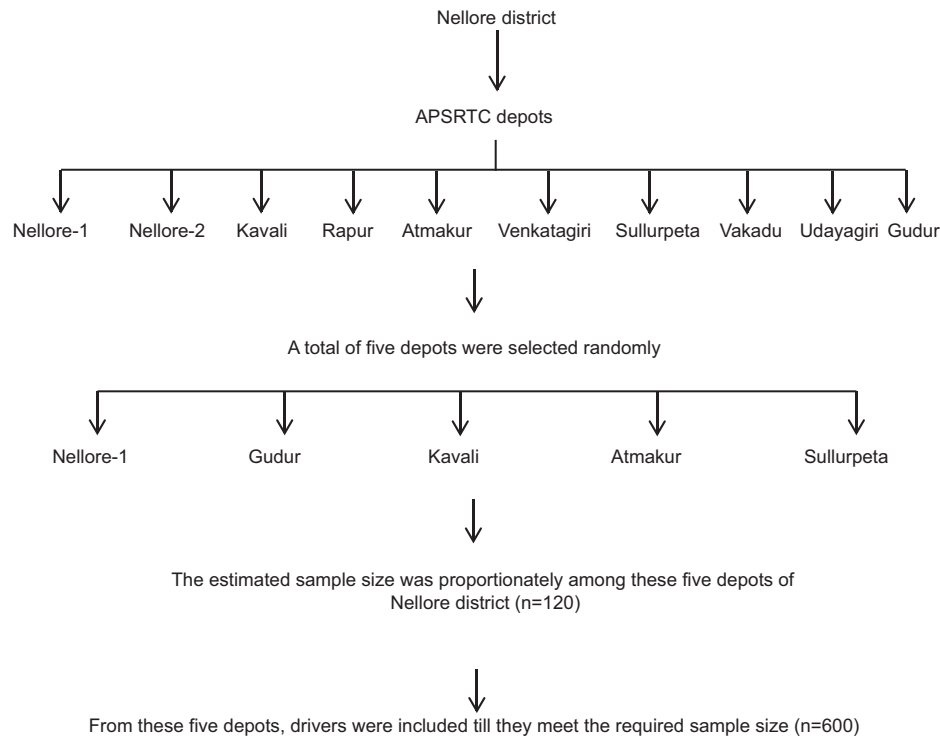 Nellore district
APSRTC depots
Nellore-1 Nellore-2 Kavali Rapur Atmakur Venkatagiri Sullurpeta Vakadu Udayagiri Gudur
A total of five depots were selected randomly
Nellore-1 Gudur Kavali Atmakur Sullurpeta
The estimated sample size was proportionately among these five depots of
Nellore district (n=120)
From these five depots, drivers were included till they meet the required sample size (n=600)